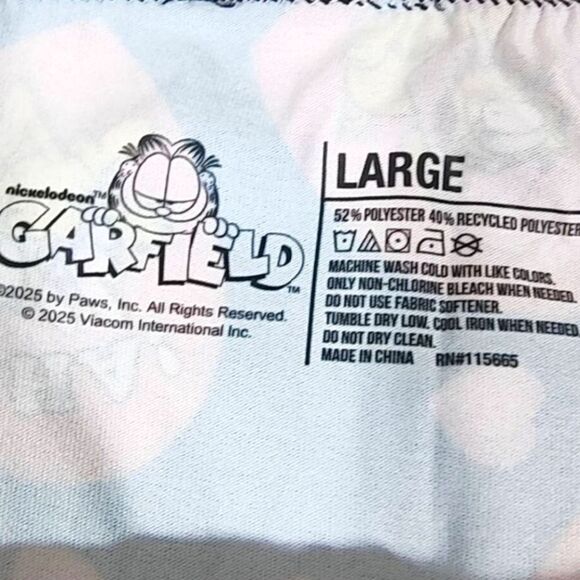 nickelodeon™
GARFIELD™
©2025 by Paws, Inc. All Rights Reserved.
© 2025 Viacom International Inc.
LARGE
52% POLYESTER 40% RECYCLED POLYESTER
MACHINE WASH COLD WITH LIKE COLORS.
ONLY NON-CHLORINE BLEACH WHEN NEEDED.
DO NOT USE FABRIC SOFTENER.
TUMBLE DRY LOW. COOL IRON WHEN NEEDED.
DO NOT DRY CLEAN.
MADE IN CHINA RN#115665